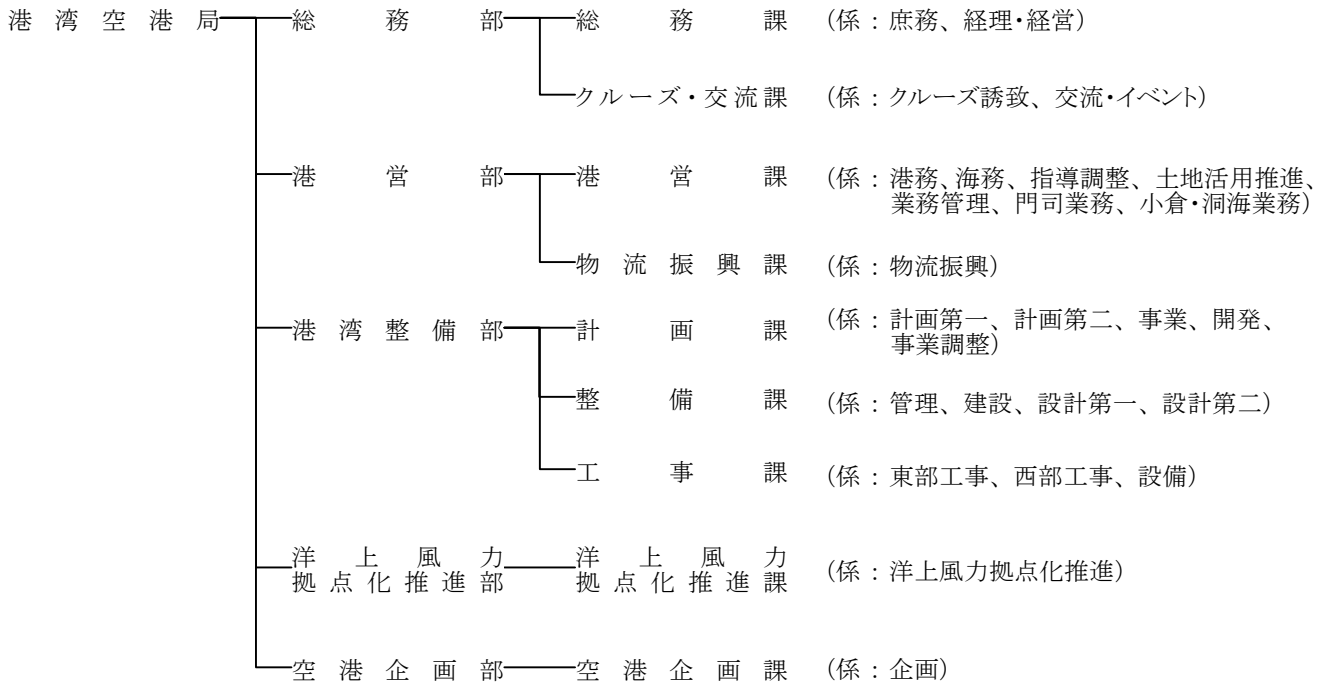 港湾空港局 総務部 総務課 (係：庶務、経理・経営)
クルーズ・交流課 (係：クルーズ誘致、交流・イベント)
港営部 港営課 (係：港務、海務、指導調整、土地活用推進、
業務管理、門司業務、小倉・洞海業務)
物流振興課 (係：物流振興)
港湾整備部 計画課 (係：計画第一、計画第二、事業、開発、
事業調整)
整備課 (係：管理、建設、設計第一、設計第二)
工事課 (係：東部工事、西部工事、設備)
洋上風力 洋上風力
拠点化推進部 拠点化推進課 (係：洋上風力拠点化推進)
空港企画部 空港企画課 (係：企画)